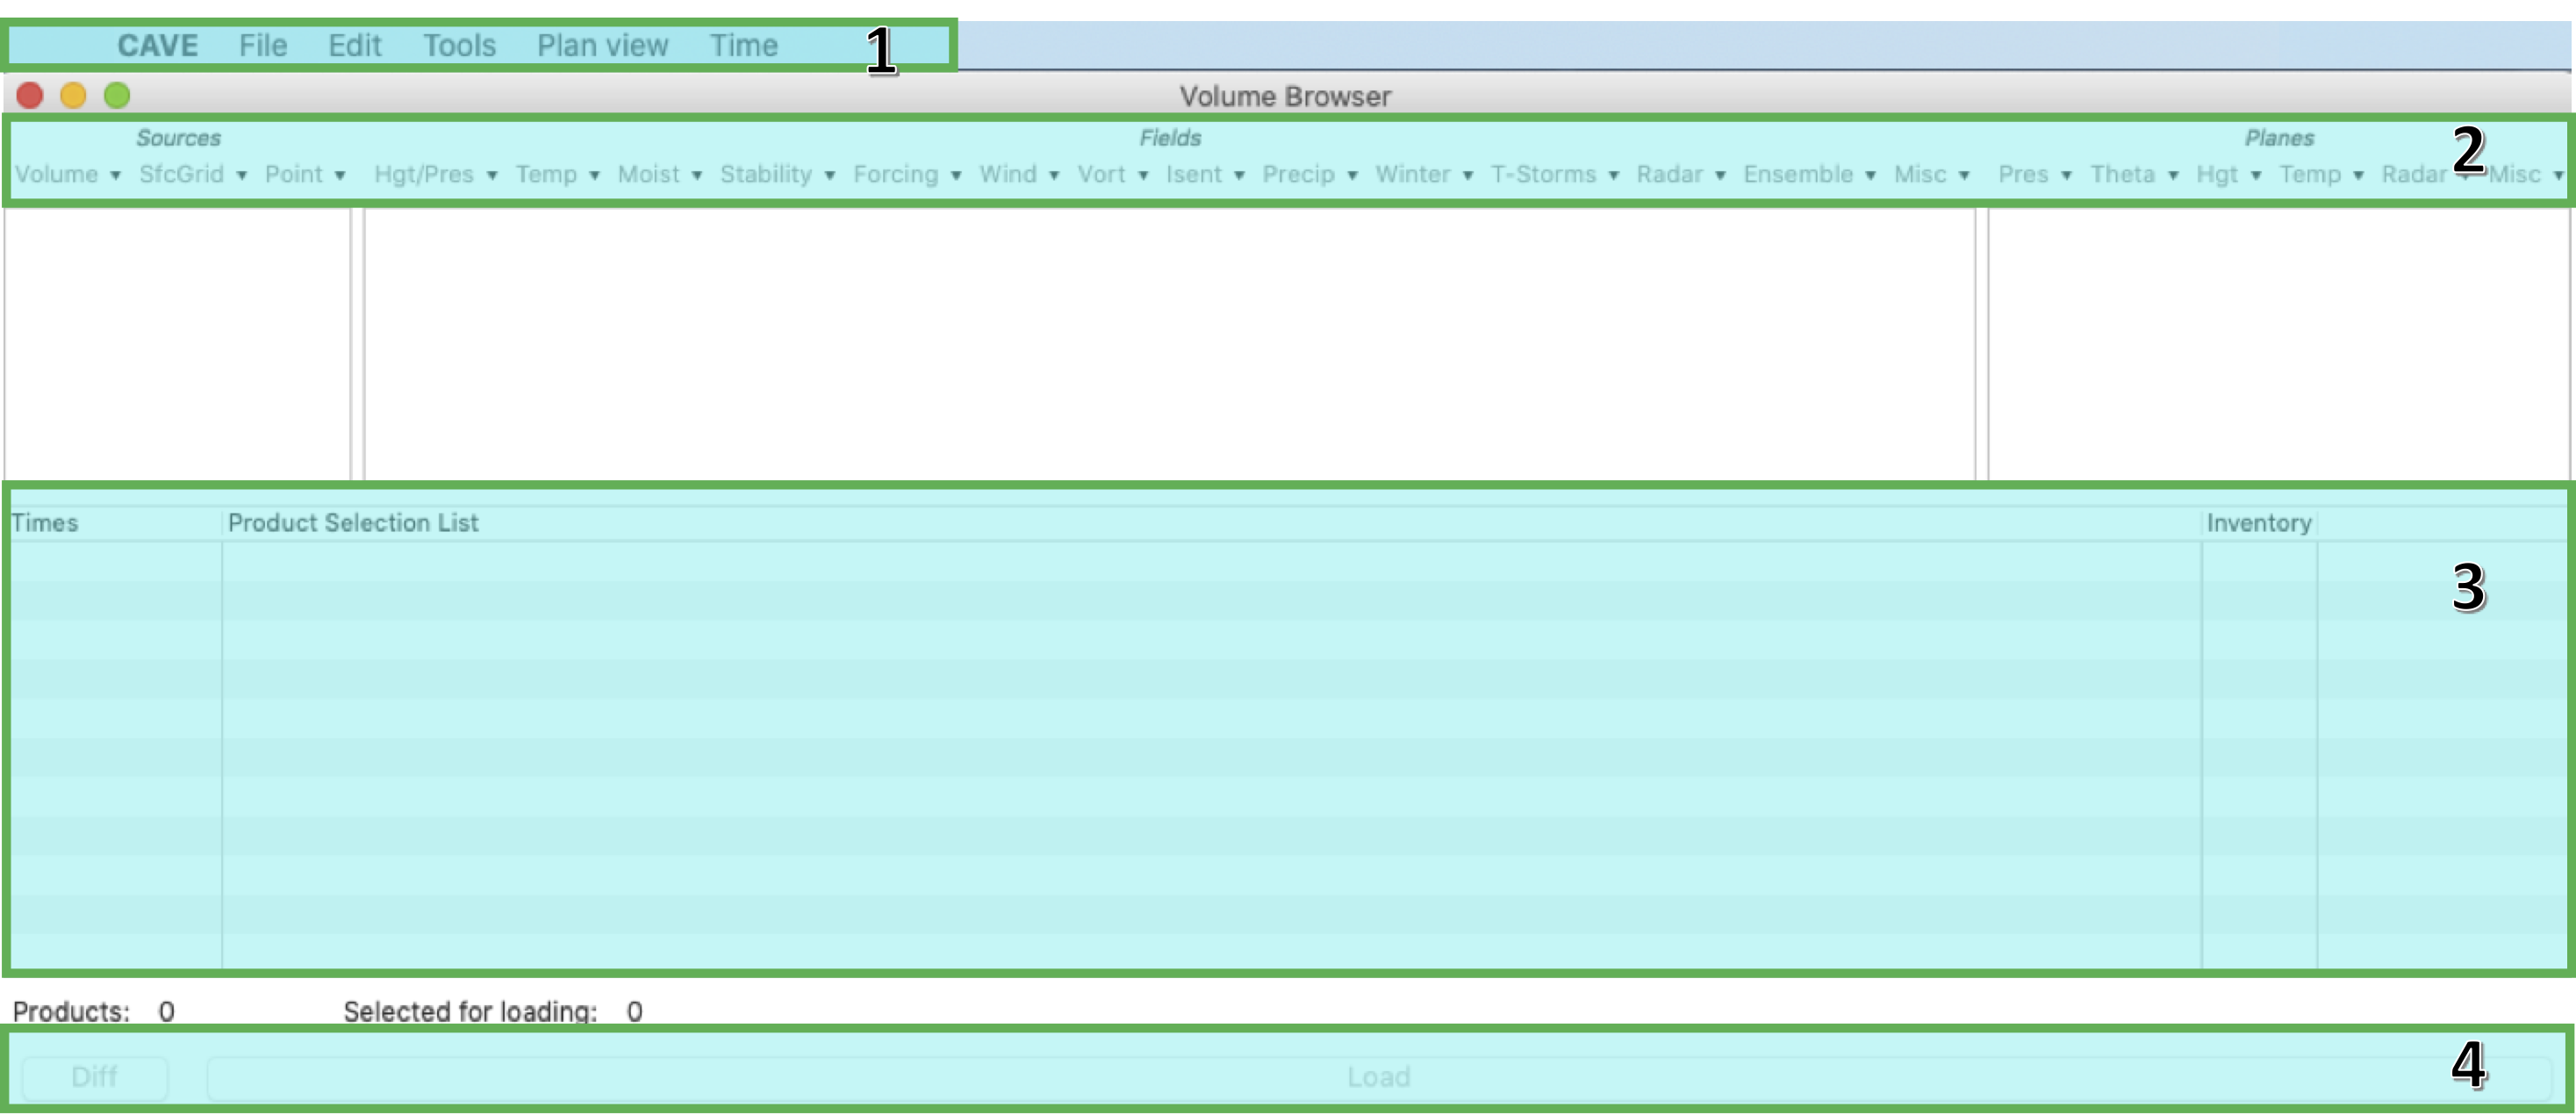 CAVE File Edit Tools Plan view Time 1
Volume Browser
Sources Fields Planes 2
Volume ▾ SfcGrid ▾ Point ▾ Hgt/Pres ▾ Temp ▾ Moist ▾ Stability ▾ Forcing ▾ Wind ▾ Vort ▾ Isent ▾ Precip ▾ Winter ▾ T-Storms ▾ Radar ▾ Ensemble ▾ Misc ▾ Pres ▾ Theta ▾ Hgt ▾ Temp ▾ Radar ▾ Misc ▾
Times Product Selection List Inventory
3
Products: 0 Selected for loading: 0
Diff Load 4